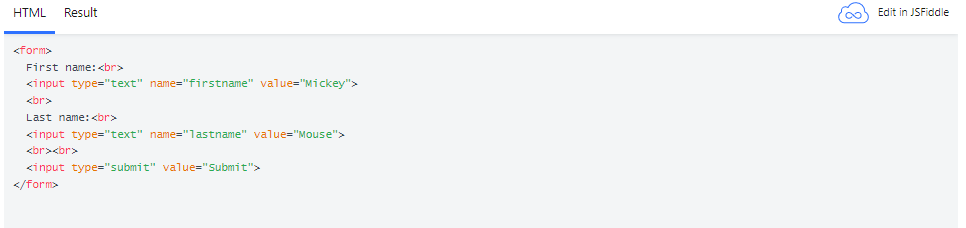 HTML Result Edit in JSFiddle
<form>
First name:<br>
<input type="text" name="firstname" value="Mickey">
<br>
Last name:<br>
<input type="text" name="lastname" value="Mouse">
<br><br>
<input type="submit" value="Submit">
</form>